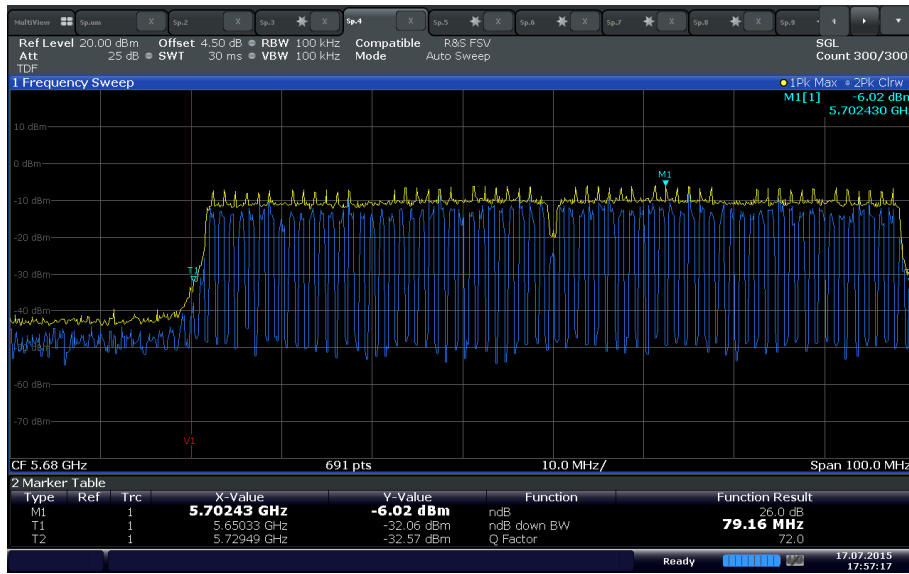 MultiView Sp.um X Sp.2 X Sp.3 X Sp.4 X Sp.5 X Sp.6 X Sp.7 X Sp.8 X Sp.9
Ref Level 20.00 dBm Offset 4.50 dB RBW 100 kHz Compatible R&S FSV SGL
Att 25 dB SWT 30 ms VBW 100 kHz Mode Auto Sweep Count 300/300
TDF
1 Frequency Sweep 1Pk Max 2Pk Clrw
M1[1] -6.02 dBm
5.702430 GHz
10 dBm
0 dBm
M1
-10 dBm
-20 dBm
T1
-30 dBm
-40 dBm
-60 dBm
-70 dBm
V1
CF 5.68 GHz 691 pts 10.0 MHz/ Span 100.0 MHz
2 Marker Table
Type Ref Trc X-Value Y-Value Function Function Result
M1 1 5.70243 GHz -6.02 dBm ndB 26.0 dB
T1 1 5.65033 GHz -32.06 dBm ndB down BW 79.16 MHz
T2 1 5.72949 GHz -32.57 dBm Q Factor 72.0
Ready 17.07.2015
17:57:17